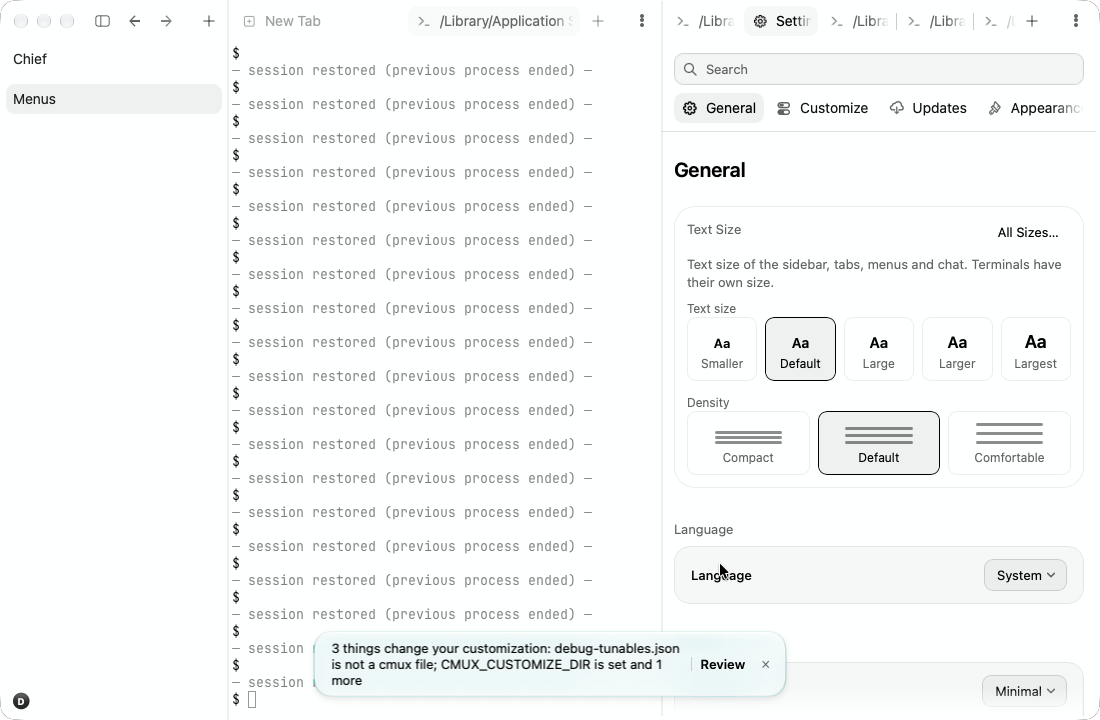 New Tab
/Library/Application S
/Libra
Settin
/Libra
/Libra
Chief
Menus
$
— session restored (previous process ended) —
$
— session restored (previous process ended) —
$
— session restored (previous process ended) —
$
— session restored (previous process ended) —
$
— session restored (previous process ended) —
$
— session restored (previous process ended) —
$
— session restored (previous process ended) —
$
— session restored (previous process ended) —
$
— session restored (previous process ended) —
$
— session restored (previous process ended) —
$
— session restored (previous process ended) —
$
— session restored (previous process ended) —
$
— session restored (previous process ended) —
$
— session restored (previous process ended) —
$
— session restored (previous process ended) —
$
— session restored (previous process ended) —
$
— session restored (previous process ended) —
$
— session
$
— session
$
Search
General
Customize
Updates
Appearanc
General
Text Size
All Sizes...
Text size of the sidebar, tabs, menus and chat. Terminals have
their own size.
Text size
Aa Aa Aa Aa Aa
Smaller Default Large Larger Largest
Density
Compact Default Comfortable
Language
Language
System
Minimal
3 things change your customization: debug-tunables.json
is not a cmux file; CMUX_CUSTOMIZE_DIR is set and 1
more
Review
D